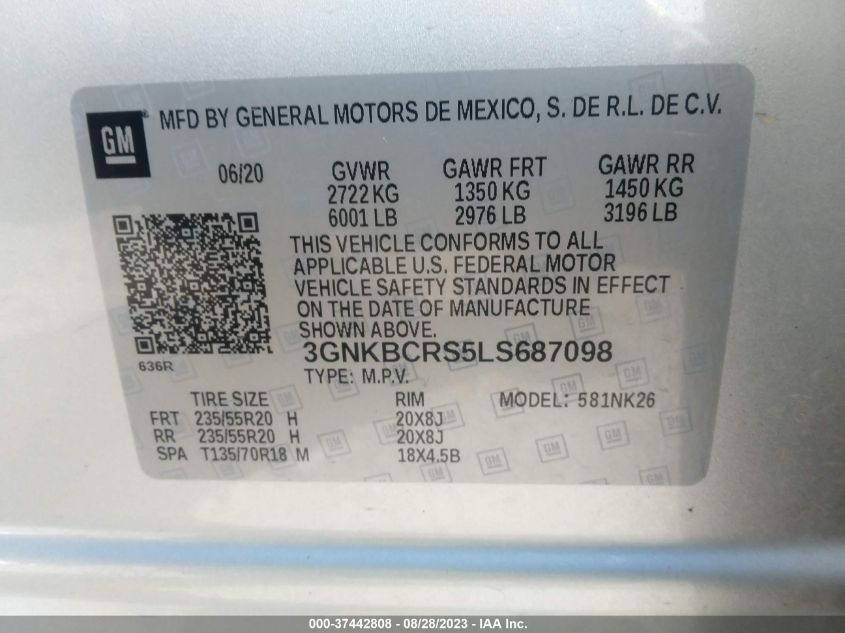 GM MFD BY GENERAL MOTORS DE MEXICO, S. DE R.L. DE C.V.
06/20 GVWR GAWR FRT GAWR RR
2722 KG 1350 KG 1450 KG
6001 LB 2976 LB 3196 LB
THIS VEHICLE CONFORMS TO ALL
APPLICABLE U.S. FEDERAL MOTOR
VEHICLE SAFETY STANDARDS IN EFFECT
ON THE DATE OF MANUFACTURE
SHOWN ABOVE.
3GNKBCRS5LS687098
636R
TYPE: M.P.V.
TIRE SIZE RIM MODEL: 581NK26
FRT 235/55R20 H 20X8J
RR 235/55R20 H 20X8J
SPA T135/70R18 M 18X4.5B
000-37442808 / 08/28/2023 - IAA Inc.